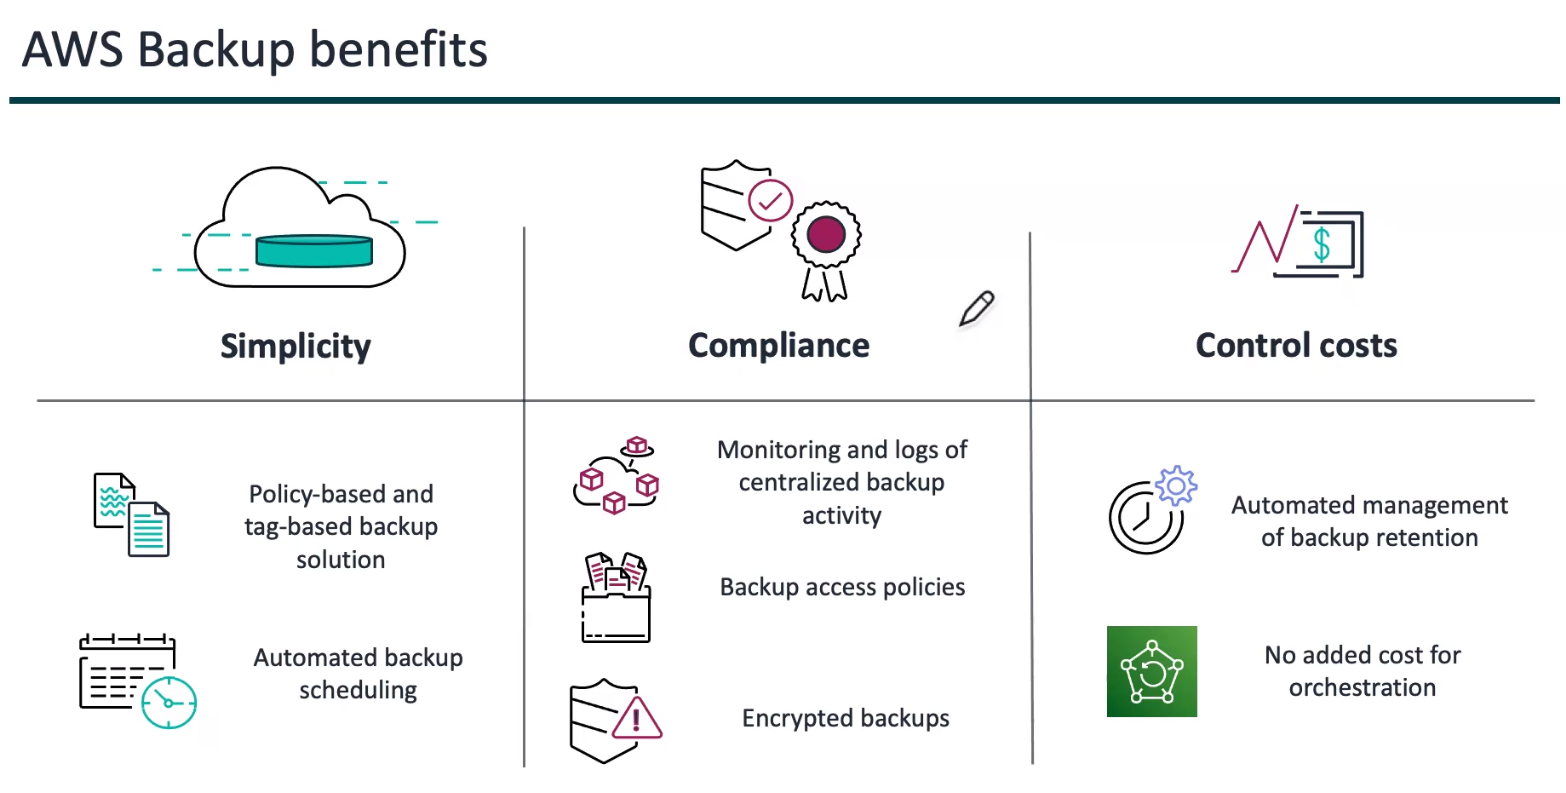 AWS Backup benefits
Simplicity
Policy-based and
tag-based backup
solution
Automated backup
scheduling
Compliance
Monitoring and logs of
centralized backup
activity
Backup access policies
Encrypted backups
$
Control costs
Automated management
of backup retention
No added cost for
orchestration